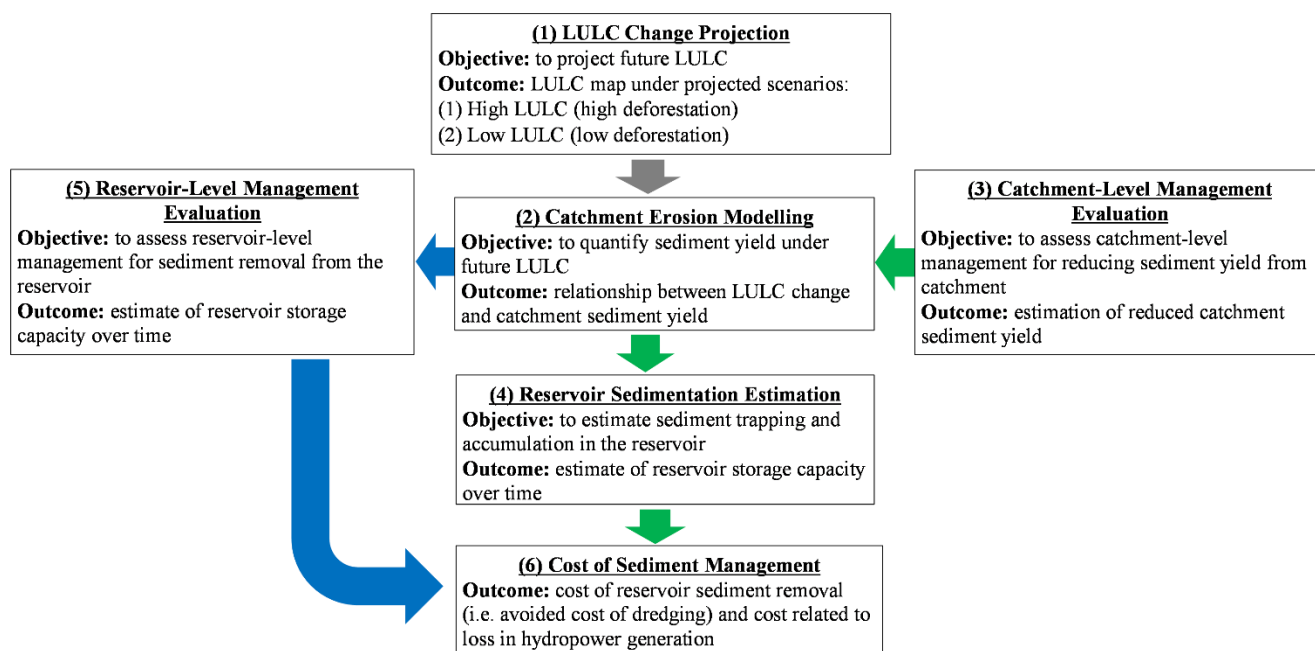 (1) LULC Change Projection
Objective: to project future LULC
Outcome: LULC map under projected scenarios:
(1) High LULC (high deforestation)
(2) Low LULC (low deforestation)
(5) Reservoir-Level Management
Evaluation
Objective: to assess reservoir-level
management for sediment removal from the
reservoir
Outcome: estimate of reservoir storage
capacity over time
(2) Catchment Erosion Modelling
Objective: to quantify sediment yield under
future LULC
Outcome: relationship between LULC change
and catchment sediment yield
(3) Catchment-Level Management
Evaluation
Objective: to assess catchment-level
management for reducing sediment yield from
catchment
Outcome: estimation of reduced catchment
sediment yield
(4) Reservoir Sedimentation Estimation
Objective: to estimate sediment trapping and
accumulation in the reservoir
Outcome: estimate of reservoir storage capacity
over time
(6) Cost of Sediment Management
Outcome: cost of reservoir sediment removal
(i.e. avoided cost of dredging) and cost related to
loss in hydropower generation